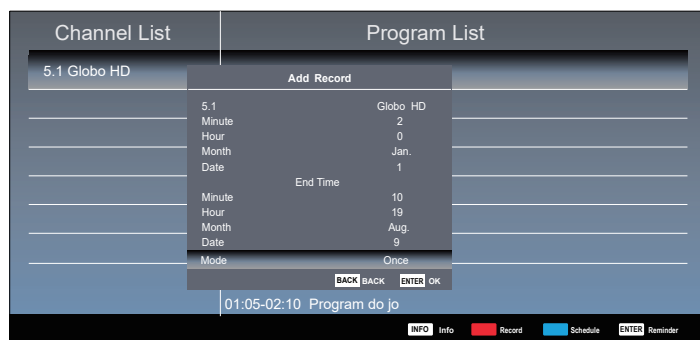 Channel List Program List
5.1 Globo HD
Add Record
5.1 Globo HD
Minute 2
Hour 0
Month Jan.
Date 1
End Time
Minute 10
Hour 19
Month Aug.
Date 9
Mode Once
BACK BACK ENTER OK
01:05-02:10 Program do jo
INFO Info Record Schedule ENTER Reminder